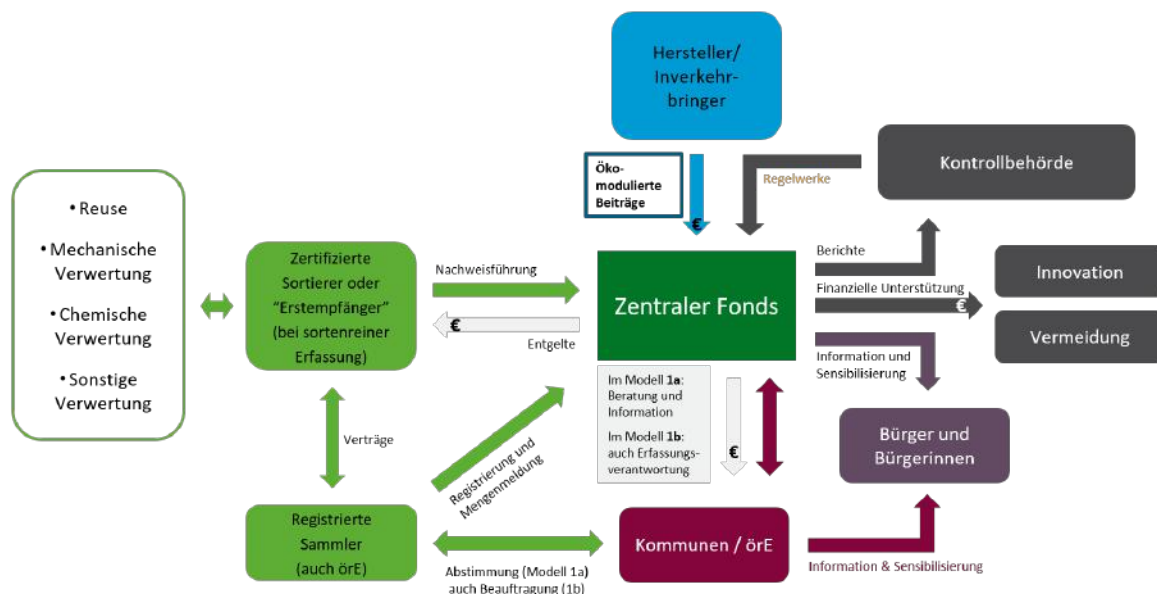 Hersteller/
Inverkehr-
bringer
Öko-
modulierte
Beiträge
€
Regelwerke
Kontrollbehörde
• Reuse
• Mechanische
Verwertung
• Chemische
Verwertung
• Sonstige
Verwertung
Zertifizierte
Sortierer oder
"Erstempfänger"
(bei sortenreiner
Erfassung)
Nachweisführung
€
Entgelte
Zentraler Fonds
Berichte
Finanzielle Unterstützung
€
Innovation
Vermeidung
Information und
Sensibilisierung
Im Modell 1a:
Beratung und
Information
Im Modell 1b:
auch Erfassungs-
verantwortung
€
Bürger und
Bürgerinnen
Verträge
Registrierung und
Mengenmeldung
Registrierte
Sammler
(auch örE)
Abstimmung (Modell 1a)
auch Beauftragung (1b)
Kommunen / örE
Information & Sensibilisierung